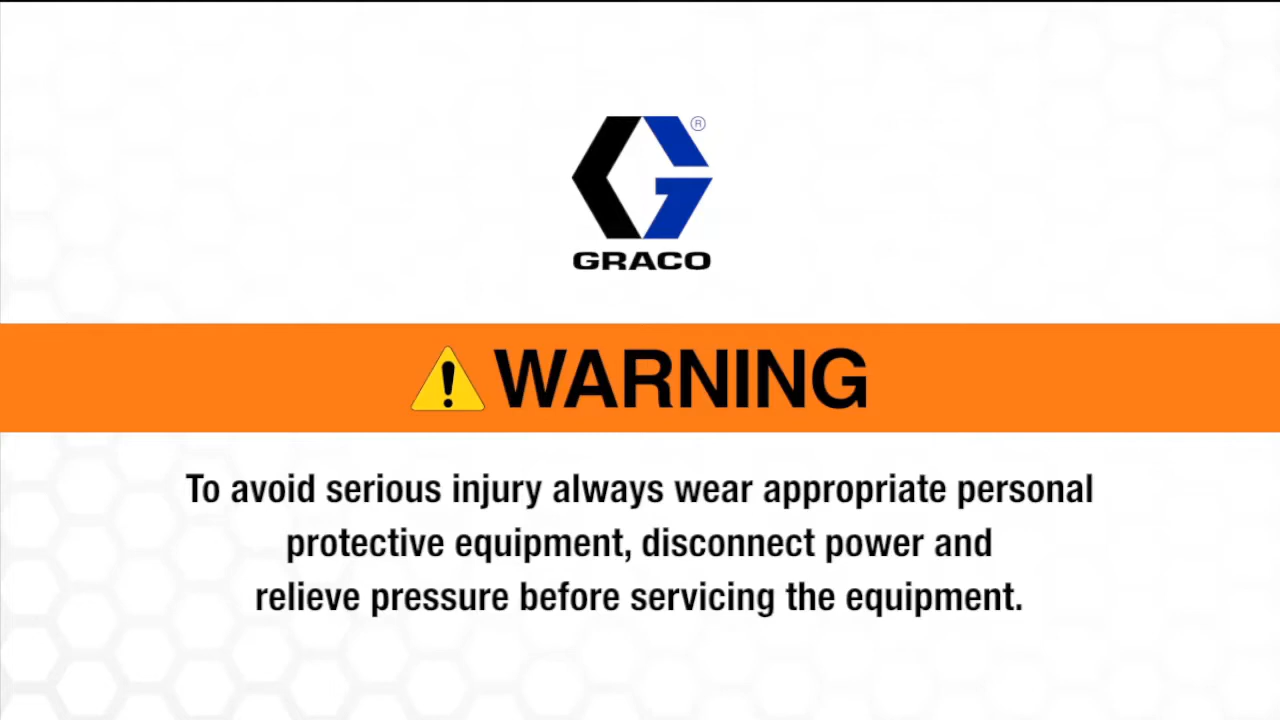 ®
GRACO
WARNING
To avoid serious injury always wear appropriate personal
protective equipment, disconnect power and
relieve pressure before servicing the equipment.